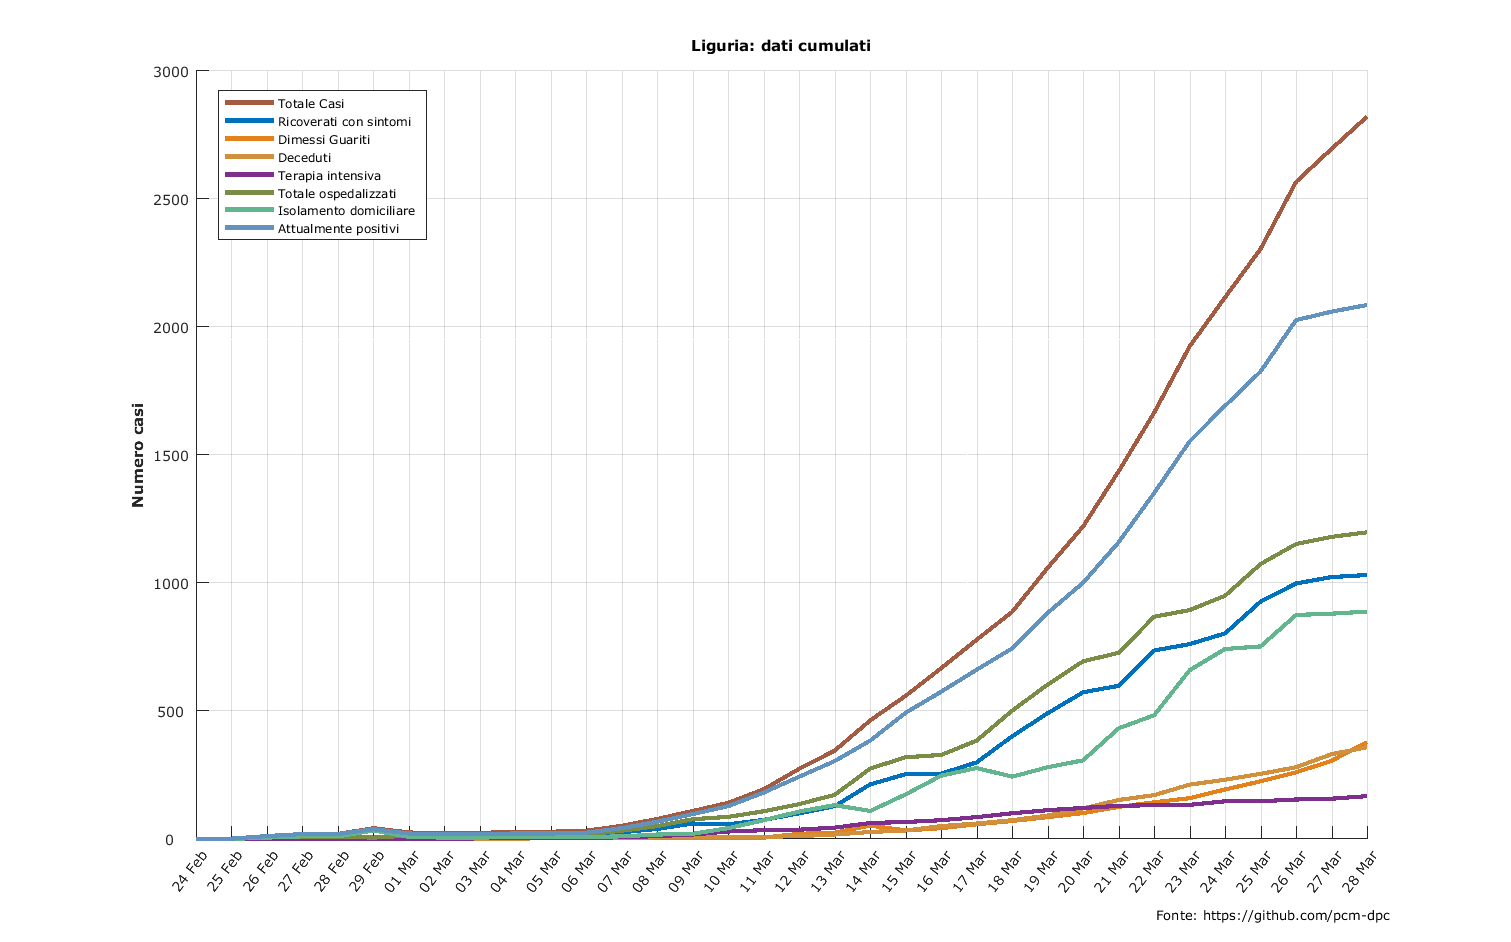 Liguria: dati cumulati
3000
2500
2000
1500
1000
500
0
Numero casi
Totale Casi
Ricoverati con sintomi
Dimessi Guariti
Deceduti
Terapia intensiva
Totale ospedalizzati
Isolamento domiciliare
Attualmente positivi
24 Feb
25 Feb
26 Feb
27 Feb
28 Feb
29 Feb
01 Mar
02 Mar
03 Mar
04 Mar
05 Mar
06 Mar
07 Mar
08 Mar
09 Mar
10 Mar
11 Mar
12 Mar
13 Mar
14 Mar
15 Mar
16 Mar
17 Mar
18 Mar
19 Mar
20 Mar
21 Mar
22 Mar
23 Mar
24 Mar
25 Mar
26 Mar
27 Mar
28 Mar
Fonte: https://github.com/pcm-dpc